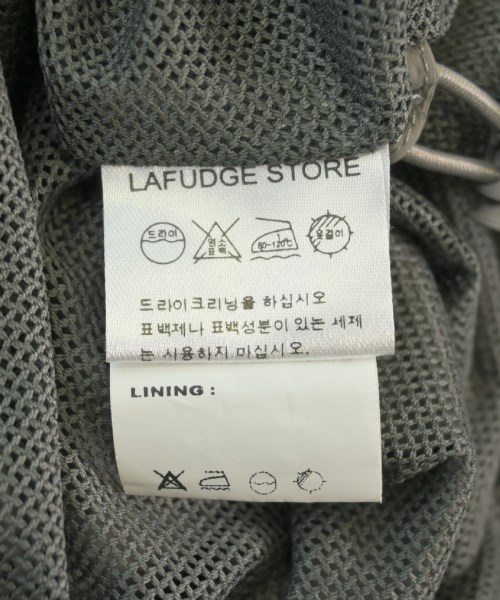 LAFUDGE STORE
드라이 염소 표백 80-120℃ 옷걸이
드라이크리닝을 하십시오
표백제나 표백성분이 있는 세제
는 사용하지 마십시오.
LINING :